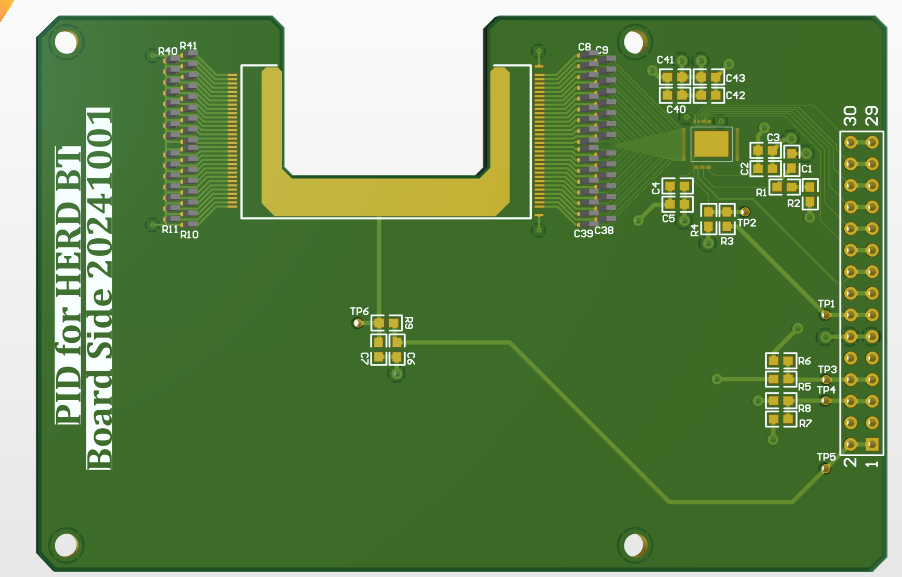 R40 R41
C8 C9
C41
C43
C40 C42
30 29
C3
C2 C1
R1
R2
C4
C5
TP2
R4
R3
R11 R10
C39 C38
PID for HERD BT
Board Side 20241001
TP6
R9
C7 C6
TP1
R6
R5
TP3
TP4
R8
R7
TP5
2 1